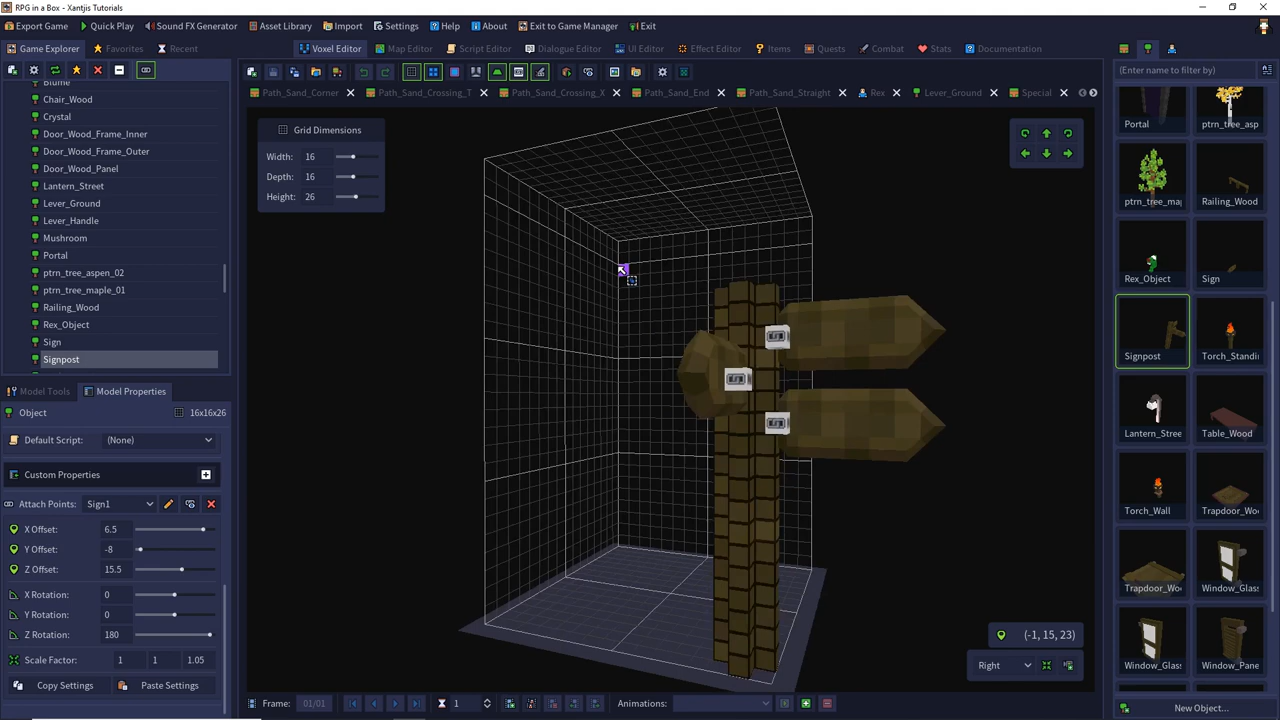 RPG in a Box - Xantjis Tutorials
Export Game Quick Play Sound FX Generator Asset Library Import Settings Help About Exit to Game Manager Exit
Game Explorer Favorites Recent Voxel Editor Map Editor Script Editor Dialogue Editor UI Editor Effect Editor Items Quests Combat Stats Documentation
(Enter name to filter by)
Path_Sand_Corner Path_Sand_Crossing_T Path_Sand_Crossing_X Path_Sand_End Path_Sand_Straight Rex Lever_Ground Special
Blume
Chair_Wood
Crystal
Door_Wood_Frame_Inner
Door_Wood_Frame_Outer
Door_Wood_Panel
Lantern_Street
Lever_Ground
Lever_Handle
Mushroom
Portal
ptrn_tree_aspen_02
ptrn_tree_maple_01
Railing_Wood
Rex_Object
Sign
Signpost
Grid Dimensions
Width: 16
Depth: 16
Height: 26
Model Tools Model Properties
Object 16x16x26
Default Script: (None)
Custom Properties
Attach Points: Sign1
X Offset: 6.5
Y Offset: -8
Z Offset: 15.5
X Rotation: 0
Y Rotation: 0
Z Rotation: 180
Scale Factor: 1 1 1.05
Copy Settings Paste Settings
(-1, 15, 23)
Right
Frame: 01/01 1 Animations:
Portal ptrn_tree_asp
ptrn_tree_ma Railing_Wood
Rex_Object Sign
Signpost Torch_Standi
Lantern_Stree Table_Wood
Torch_Wall Trapdoor_Wo
Trapdoor_Wo Window_Glas
Window_Glas Window_Pane
New Object...